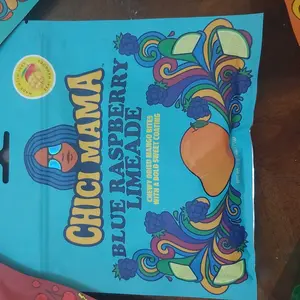 CHICI MAMA
BLUE RASPBERRY
LIMEADE
CHEWY DRIED MANGO BITES
WITH A BOLD SWEET COATING